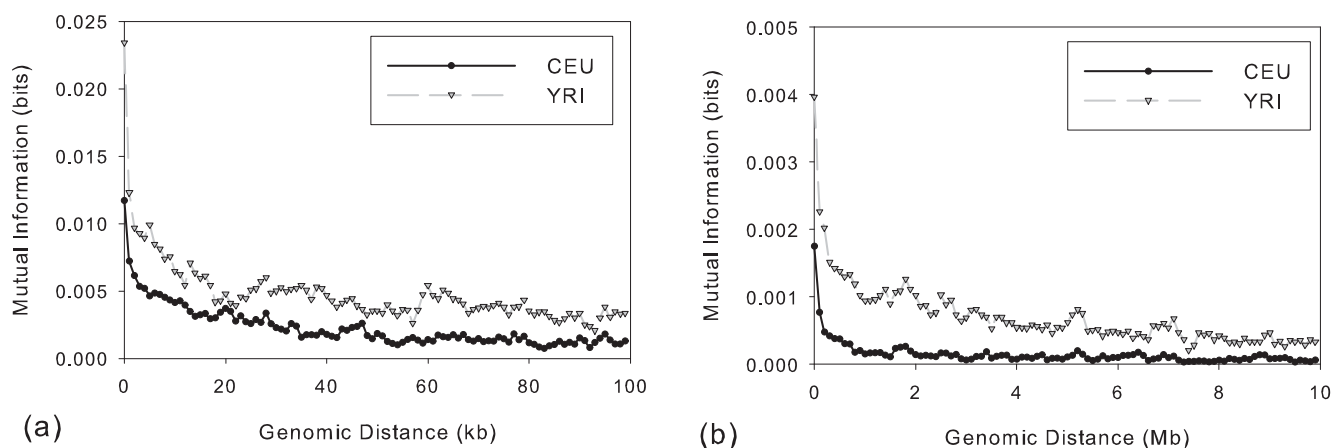 0.025
0.020
0.015
0.010
0.005
0.000
Mutual Information (bits)
CEU
YRI
0 20 40 60 80 100
(a)
Genomic Distance (kb)
0.005
0.004
0.003
0.002
0.001
0.000
Mutual Information (bits)
CEU
YRI
0 2 4 6 8 10
(b)
Genomic Distance (Mb)